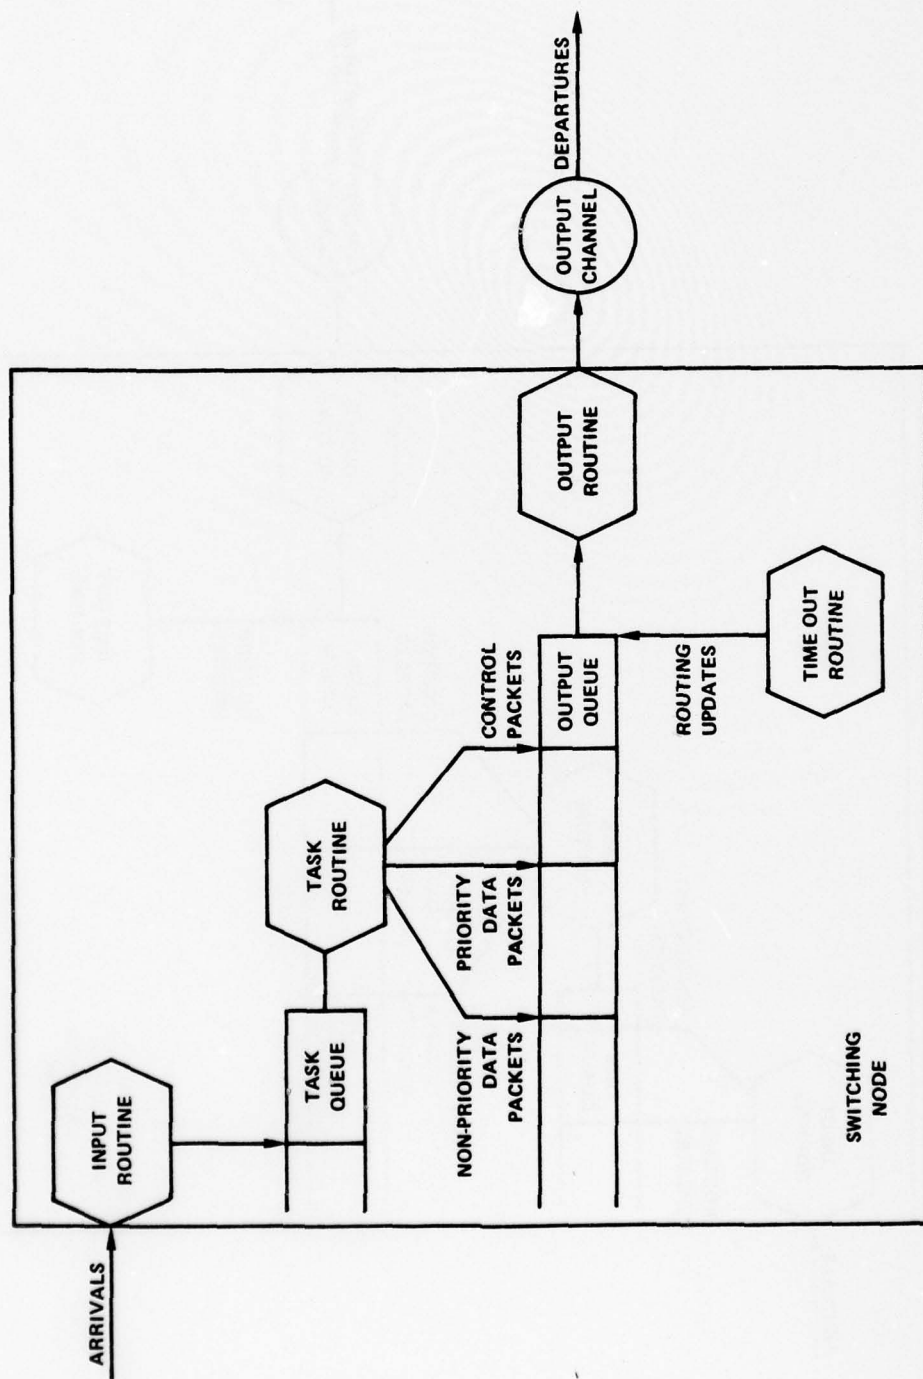 ARRIVALS
INPUT
ROUTINE
TASK
QUEUE
TASK
ROUTINE
NON-PRIORITY
DATA
PACKETS
PRIORITY
DATA
PACKETS
CONTROL
PACKETS
OUTPUT
QUEUE
OUTPUT
ROUTINE
OUTPUT
CHANNEL
DEPARTURES
ROUTING
UPDATES
TIME OUT
ROUTINE
SWITCHING
NODE